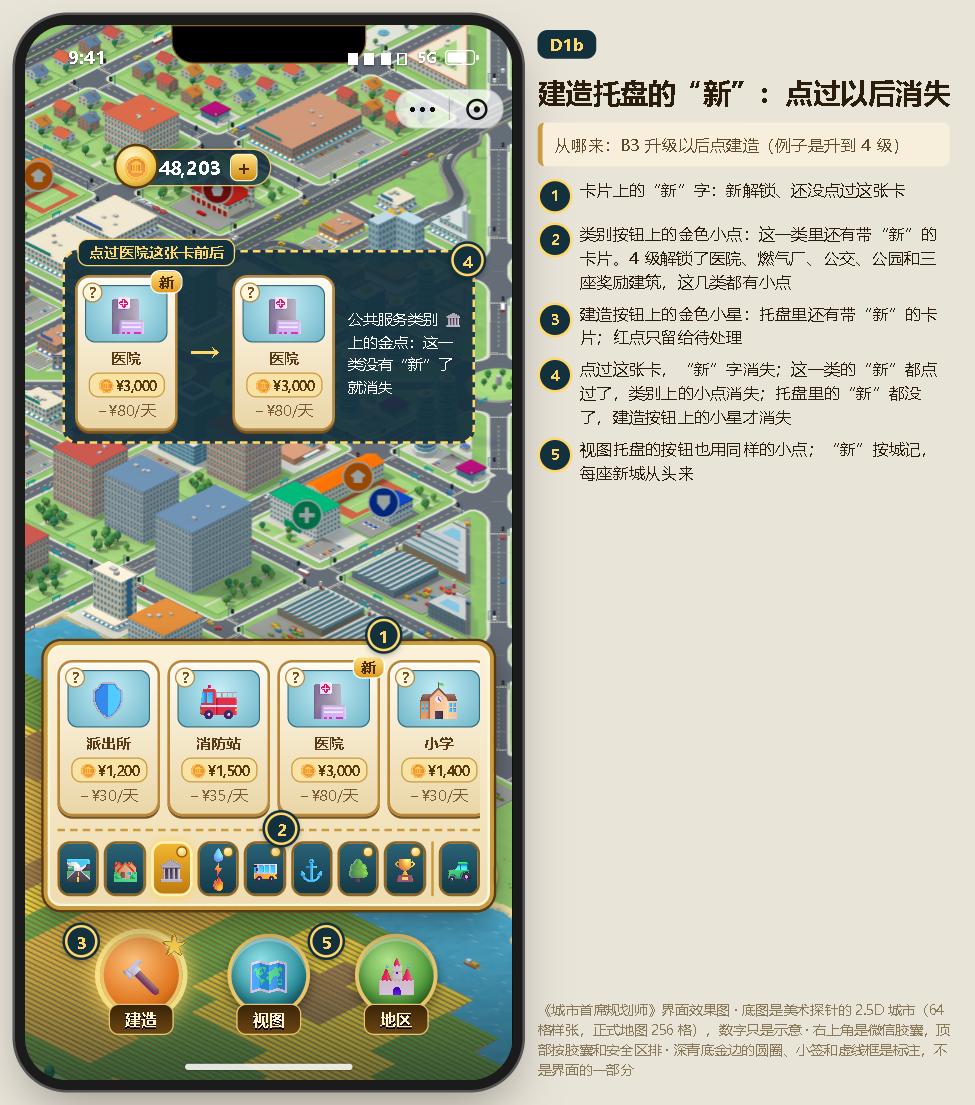 9:41
5G
48,203
+
点过医院这张卡前后
4
新
?
医院
¥3,000
–¥80/天
→
?
医院
¥3,000
–¥80/天
公共服务类别
上的金点：这一
类没有“新”了
就消失
1
?
派出所
¥1,200
–¥30/天
?
消防站
¥1,500
–¥35/天
新
?
医院
¥3,000
–¥80/天
?
小学
¥1,400
–¥30/天
2
3
建造
5
视图
地区
D1b
建造托盘的“新”：点过以后消失
从哪来：B3 升级以后点建造（例子是升到 4 级）
1
卡片上的“新”字：新解锁、还没点过这张卡
2
类别按钮上的金色小点：这一类里还有带“新”的
卡片。4 级解锁了医院、燃气厂、公交、公园和三
座奖励建筑，这几类都有小点
3
建造按钮上的金色小星：托盘里还有带“新”的卡
片；红点只留给待处理
4
点过这张卡，“新”字消失；这一类的“新”都点
过了，类别上的小点消失；托盘里的“新”都没
了，建造按钮上的小星才消失
5
视图托盘的按钮也用同样的小点；“新”按城记，
每座新城从头来
《城市首席规划师》界面效果图 · 底图是美术探针的 2.5D 城市（64
格样张，正式地图 256 格），数字只是示意 · 右上角是微信胶囊，顶
部按胶囊和安全区排 · 深青底金边的圆圈、小签和虚线框是标注，不
是界面的一部分